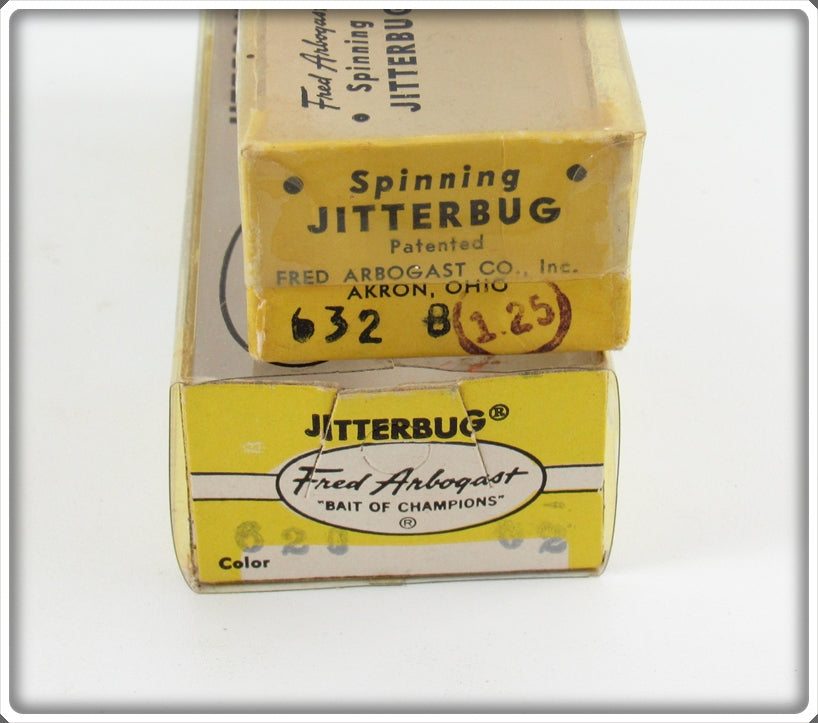 Fred Arbogast
• Spinning
JITTERBUG
• Spinning •
JITTERBUG
Patented
FRED ARBOGAST CO., Inc.
AKRON, OHIO
632 B 1.25
JITTERBUG®
Fred Arbogast
"BAIT OF CHAMPIONS"
®
62
Color